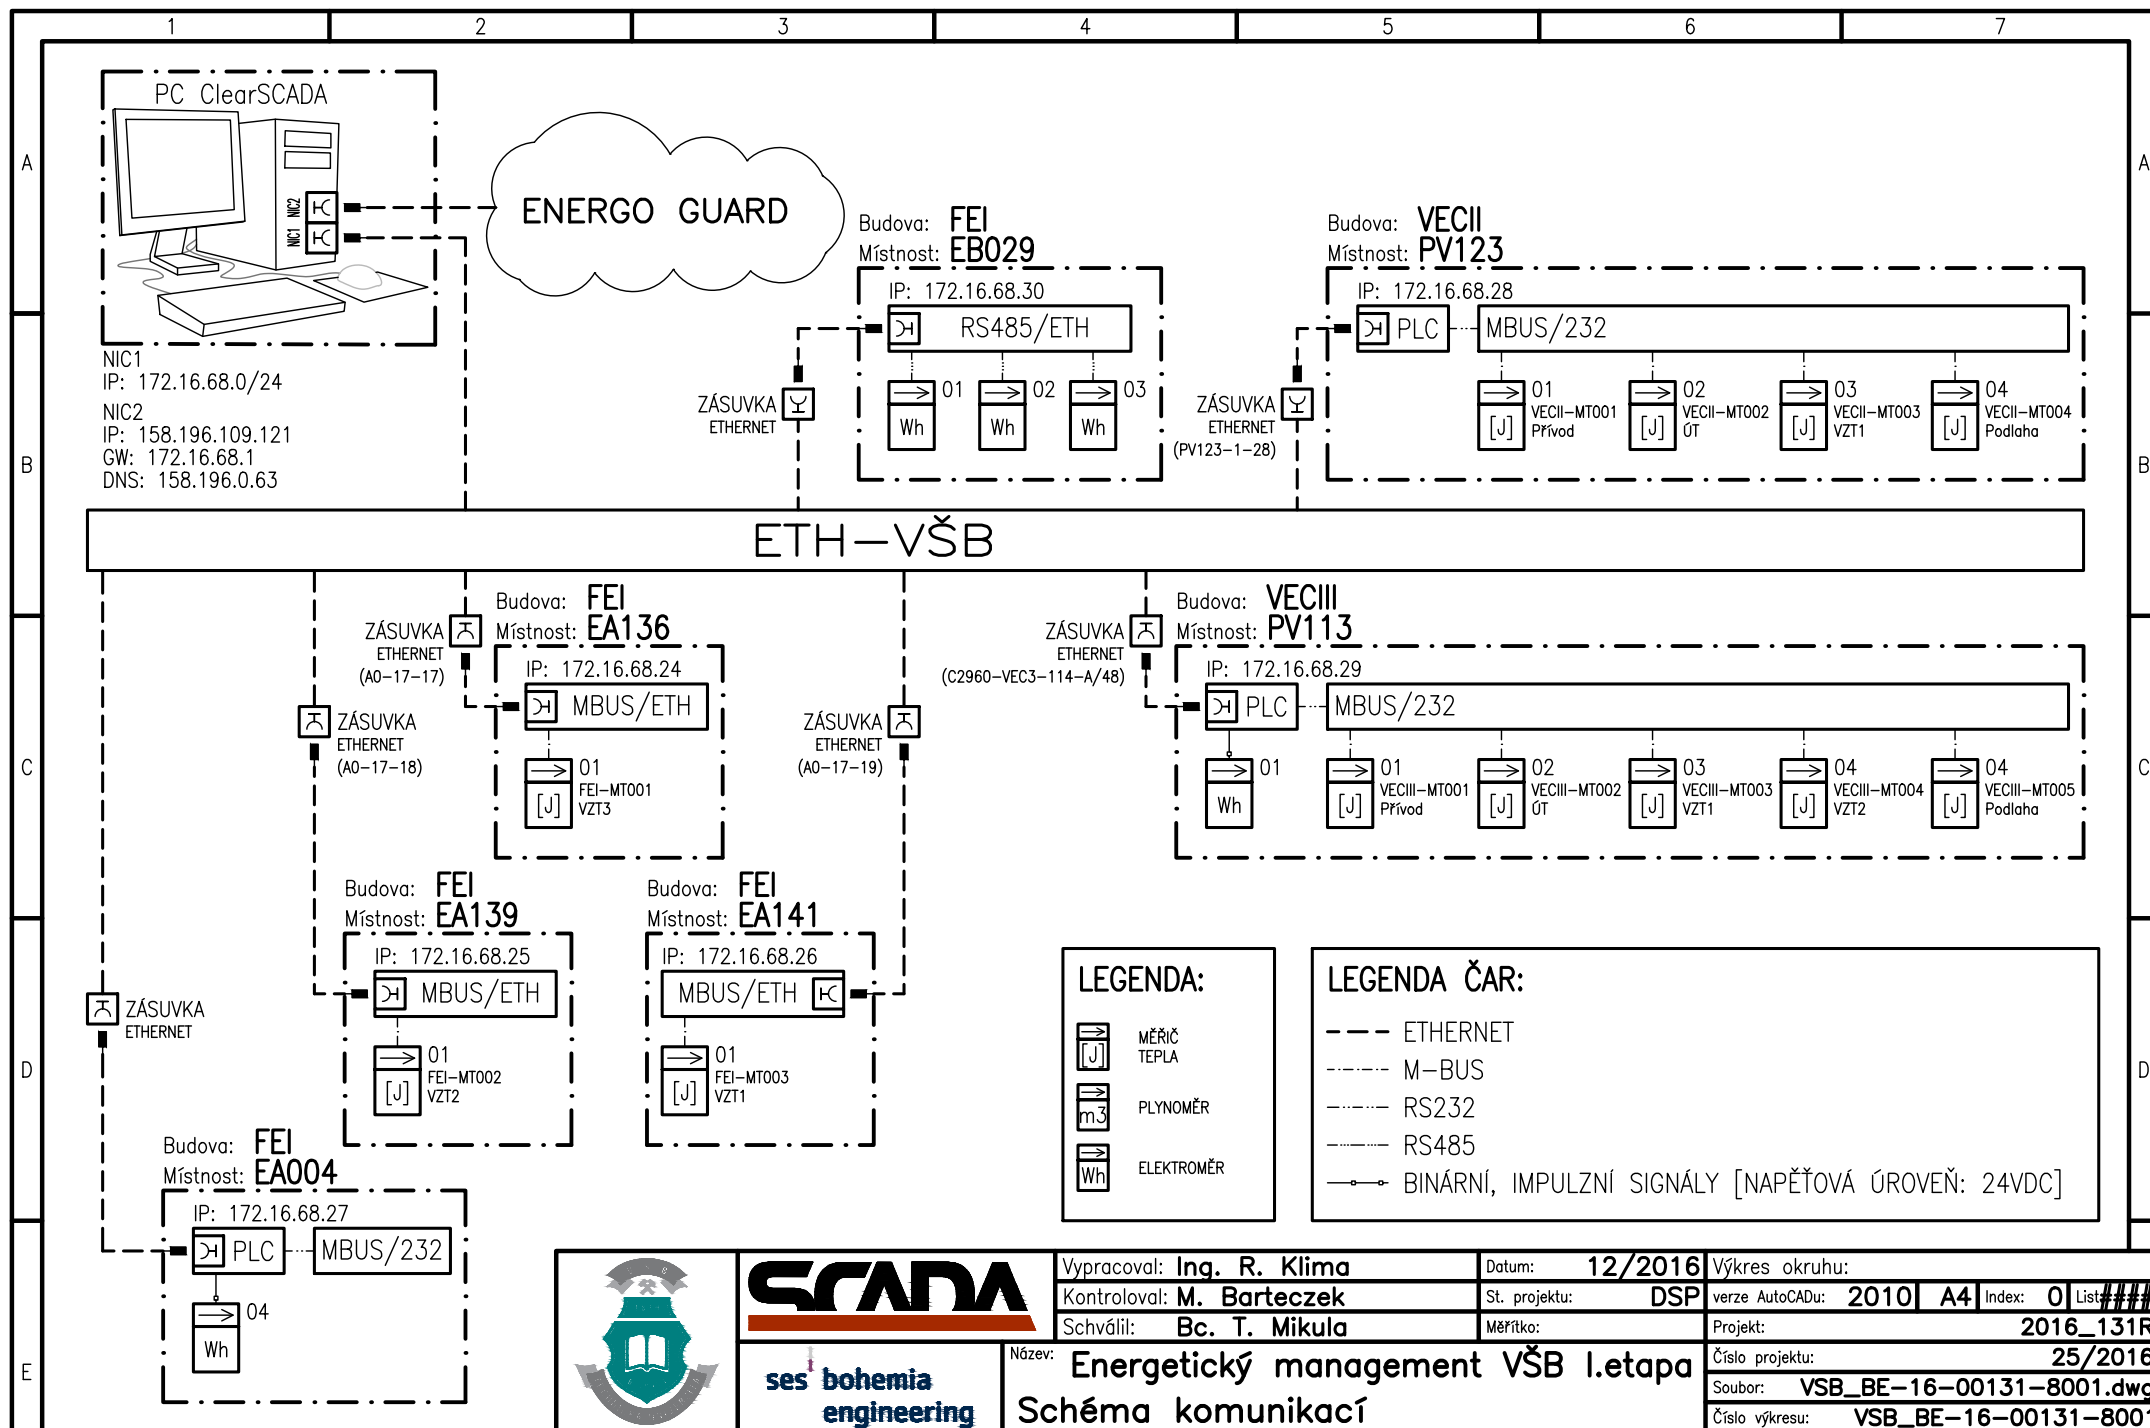 1 2 3 4 5 6 7
A
A
B
B
C
C
D
D
E
PC ClearSCADA
NIC2
NIC1
ENERGO GUARD
NIC1
IP: 172.16.68.0/24
NIC2
IP: 158.196.109.121
GW: 172.16.68.1
DNS: 158.196.0.63
Budova: FEI
Místnost: EB029
IP: 172.16.68.30
RS485/ETH
01 02 03
Wh Wh Wh
ZÁSUVKA
ETHERNET
Budova: VECII
Místnost: PV123
IP: 172.16.68.28
PLC MBUS/232
ZÁSUVKA
ETHERNET
(PV123-1-28)
01
VECII-MT001
Přívod
[J]
02
VECII-MT002
ÚT
[J]
03
VECII-MT003
VZT1
[J]
04
VECII-MT004
Podlaha
[J]
ETH-VŠB
Budova: FEI
Místnost: EA136
ZÁSUVKA
ETHERNET
(A0-17-17)
IP: 172.16.68.24
MBUS/ETH
01
FEI-MT001
VZT3
[J]
ZÁSUVKA
ETHERNET
(A0-17-18)
ZÁSUVKA
ETHERNET
(A0-17-19)
Budova: VECIII
Místnost: PV113
ZÁSUVKA
ETHERNET
(C2960-VEC3-114-A/48)
IP: 172.16.68.29
PLC MBUS/232
01
Wh
01
VECIII-MT001
Přívod
[J]
02
VECIII-MT002
ÚT
[J]
03
VECIII-MT003
VZT1
[J]
04
VECIII-MT004
VZT2
[J]
04
VECIII-MT005
Podlaha
[J]
Budova: FEI
Místnost: EA139
IP: 172.16.68.25
MBUS/ETH
01
FEI-MT002
VZT2
[J]
Budova: FEI
Místnost: EA141
IP: 172.16.68.26
MBUS/ETH
01
FEI-MT003
VZT1
[J]
ZÁSUVKA
ETHERNET
Budova: FEI
Místnost: EA004
IP: 172.16.68.27
PLC MBUS/232
04
Wh
LEGENDA:
[J]
MĚŘIČ
TEPLA
m3
PLYNOMĚR
Wh
ELEKTROMĚR
LEGENDA ČAR:
ETHERNET
M-BUS
RS232
RS485
BINÁRNÍ, IMPULZNÍ SIGNÁLY [NAPĚŤOVÁ ÚROVEŇ: 24VDC]
SCADA
ses bohemia
engineering
Vypracoval: Ing. R. Klima
Kontroloval: M. Barteczek
Schválil: Bc. T. Mikula
Datum: 12/2016
St. projektu: DSP
Měřítko:
Výkres okruhu:
verze AutoCADu: 2010 A4 Index: 0 List####
Projekt: 2016_131R
Číslo projektu: 25/2016
Soubor: VSB_BE-16-00131-8001.dwg
Číslo výkresu: VSB_BE-16-00131-8001
Název: Energetický management VŠB I.etapa
Schéma komunikací